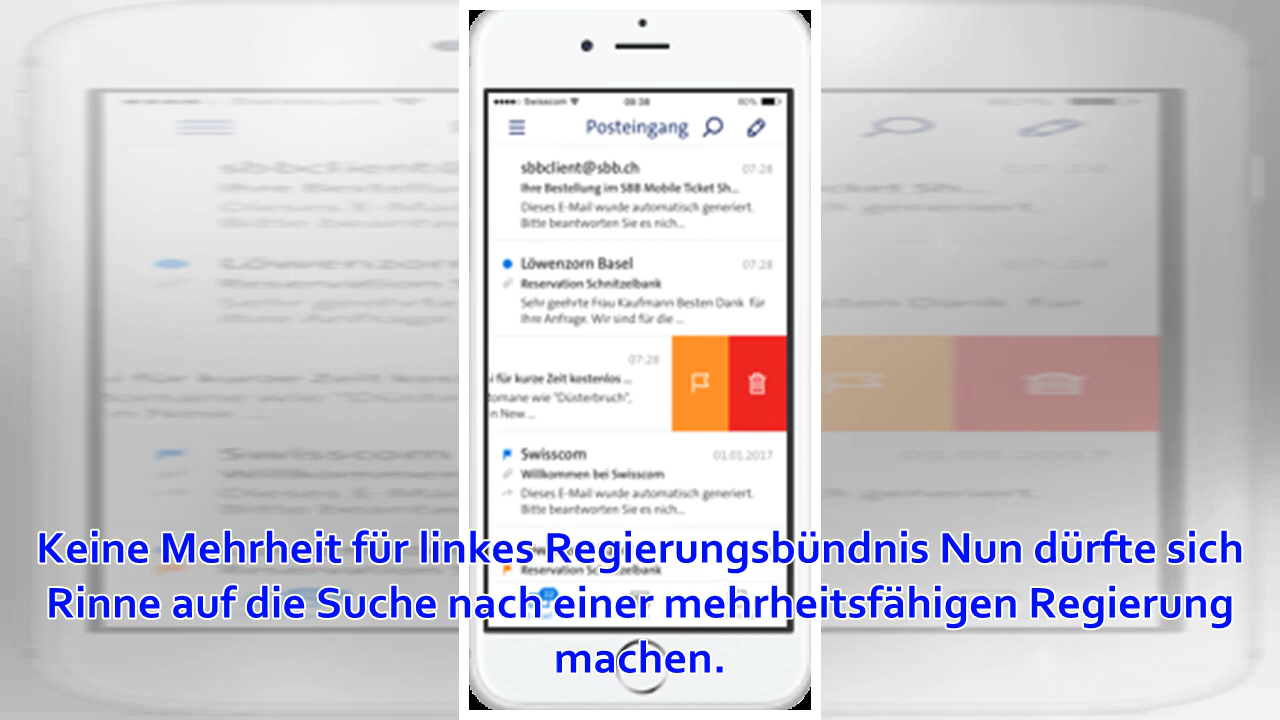 Swisscom
09:38
80%
Posteingang
sbbclient@sbb.ch 07:28
Ihre Bestellung im SBB Mobile Ticket Sh...
Dieses E-Mail wurde automatisch generiert.
Bitte beantworten Sie es nich...
Löwenzorn Basel 07:28
Reservation Schnitzelbank
Sehr geehrte Frau Kaufmann Besten Dank für
Ihre Anfrage. Wir sind für die ...
07:28
i für kurze Zeit kostenlos ...
tomane wie "Düsterbruch",
n New ...
Swisscom 01.01.2017
Willkommen bei Swisscom
Dieses E-Mail wurde automatisch generiert.
Bitte beantworten Sie es nich...
Reservation Schnitzelbank
Keine Mehrheit für linkes Regierungsbündnis Nun dürfte sich
Rinne auf die Suche nach einer mehrheitsfähigen Regierung
machen.